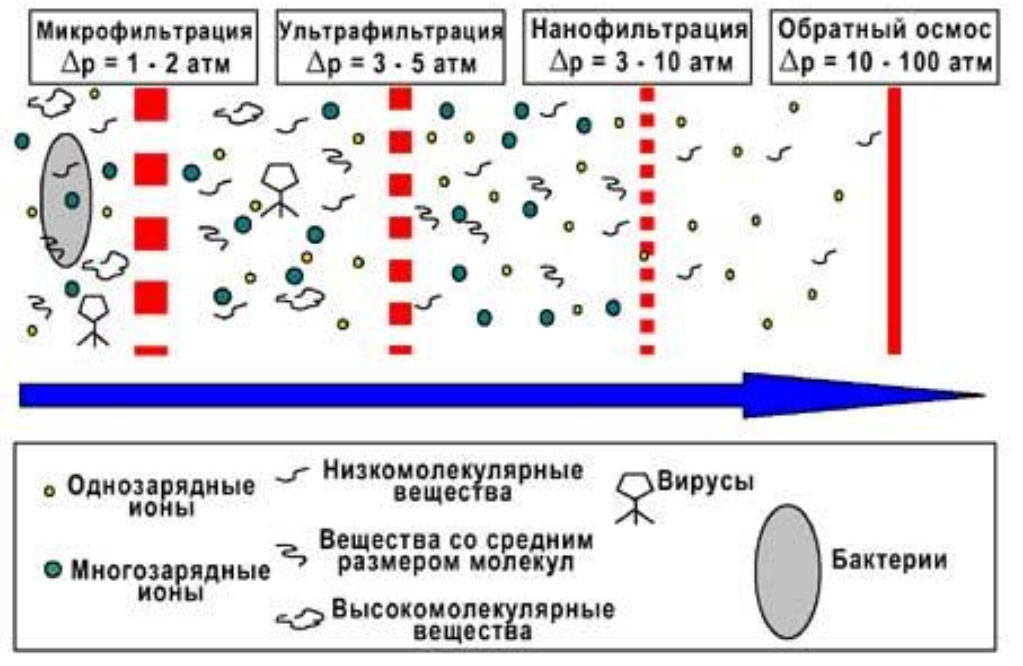 Микрофильтрация
Δp = 1 - 2 атм
Ультрафильтрация
Δp = 3 - 5 атм
Нанофильтрация
Δp = 3 - 10 атм
Обратный осмос
Δp = 10 - 100 атм
Однозарядные
ионы
Многозарядные
ионы
Низкомолекулярные
вещества
Вещества со средним
размером молекул
Высокомолекулярные
вещества
Вирусы
Бактерии